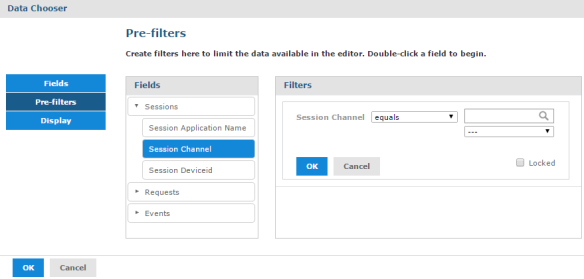 Data Chooser
Pre-filters
Create filters here to limit the data available in the editor. Double-click a field to begin.
Fields
Pre-filters
Display
Fields
Sessions
Session Application Name
Session Channel
Session Deviceid
Requests
Events
Filters
Session Channel equals
---
OK Cancel Locked
OK Cancel